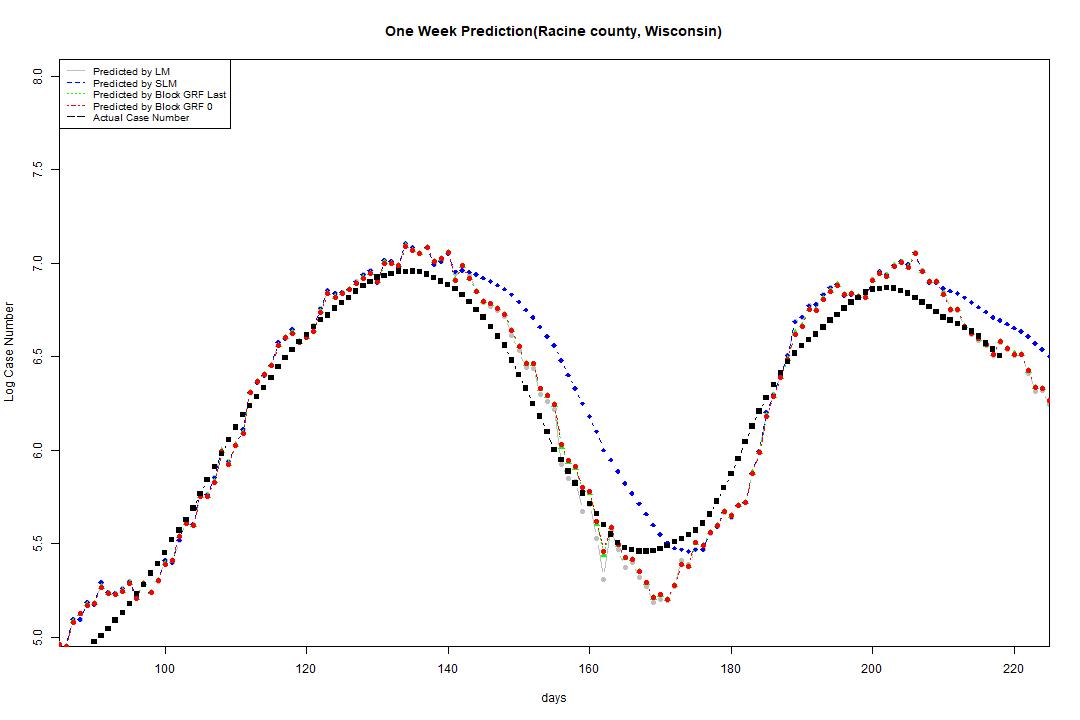 One Week Prediction(Racine county, Wisconsin)
Predicted by LM
Predicted by SLM
Predicted by Block GRF Last
Predicted by Block GRF 0
Actual Case Number
Log Case Number
8.0
7.5
7.0
6.5
6.0
5.5
5.0
100 120 140 160 180 200 220
days